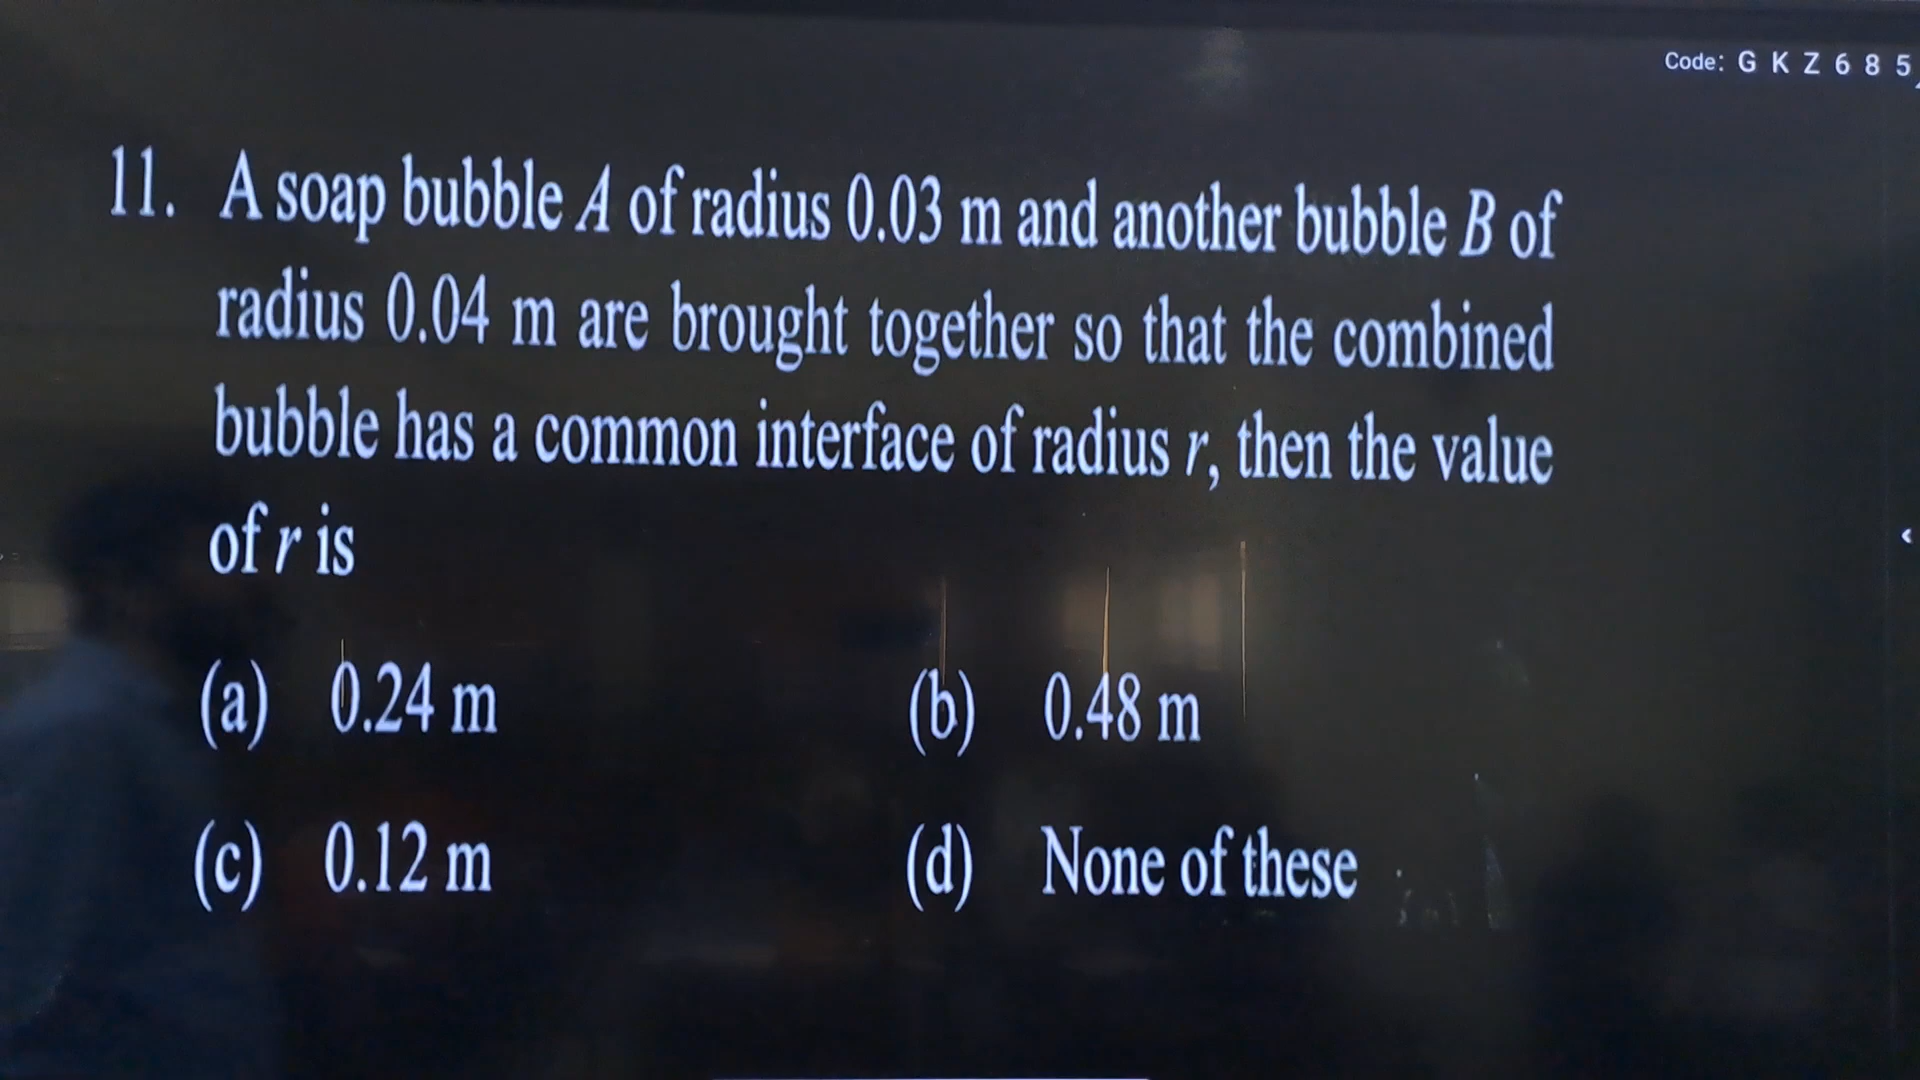 Code: G K Z 6 8 5
11. A soap bubble A of radius 0.03 m and another bubble B of
radius 0.04 m are brought together so that the combined
bubble has a common interface of radius r, then the value
of r is
(a) 0.24 m (b) 0.48 m
(c) 0.12 m (d) None of these